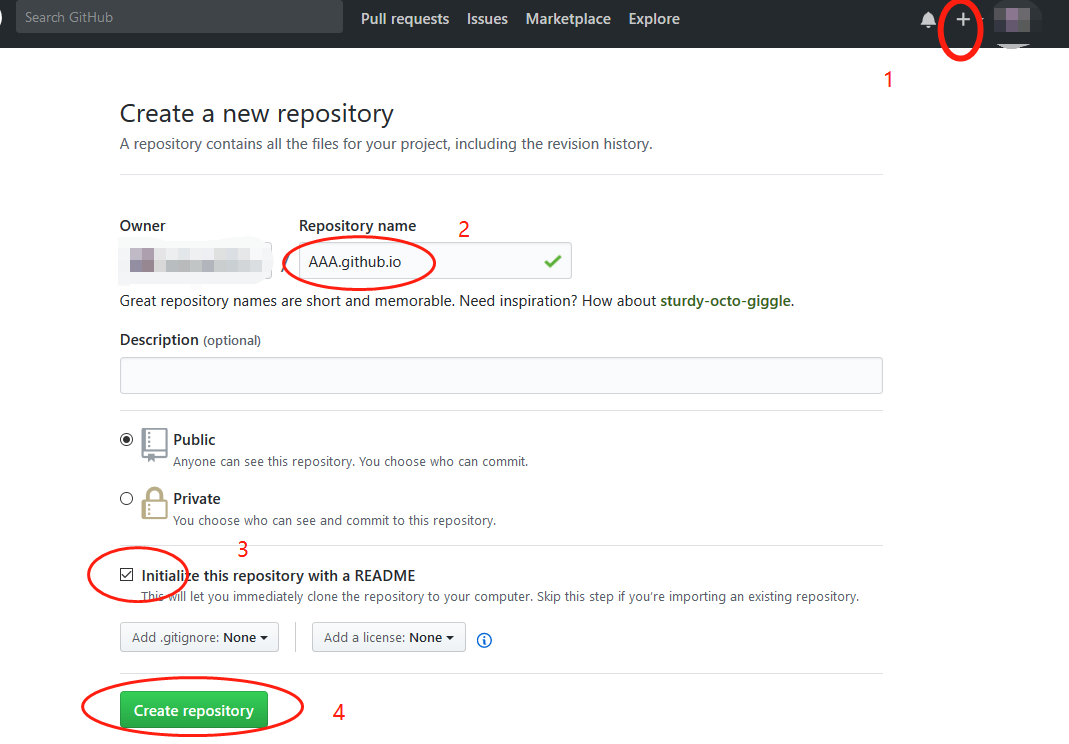 Search GitHub Pull requests Issues Marketplace Explore
1
Create a new repository
A repository contains all the files for your project, including the revision history.
Owner Repository name 2
/ AAA.github.io
Great repository names are short and memorable. Need inspiration? How about sturdy-octo-giggle.
Description (optional)
Public
Anyone can see this repository. You choose who can commit.
Private
You choose who can see and commit to this repository.
3
Initialize this repository with a README
This will let you immediately clone the repository to your computer. Skip this step if you’re importing an existing repository.
Add .gitignore: None Add a license: None
Create repository 4